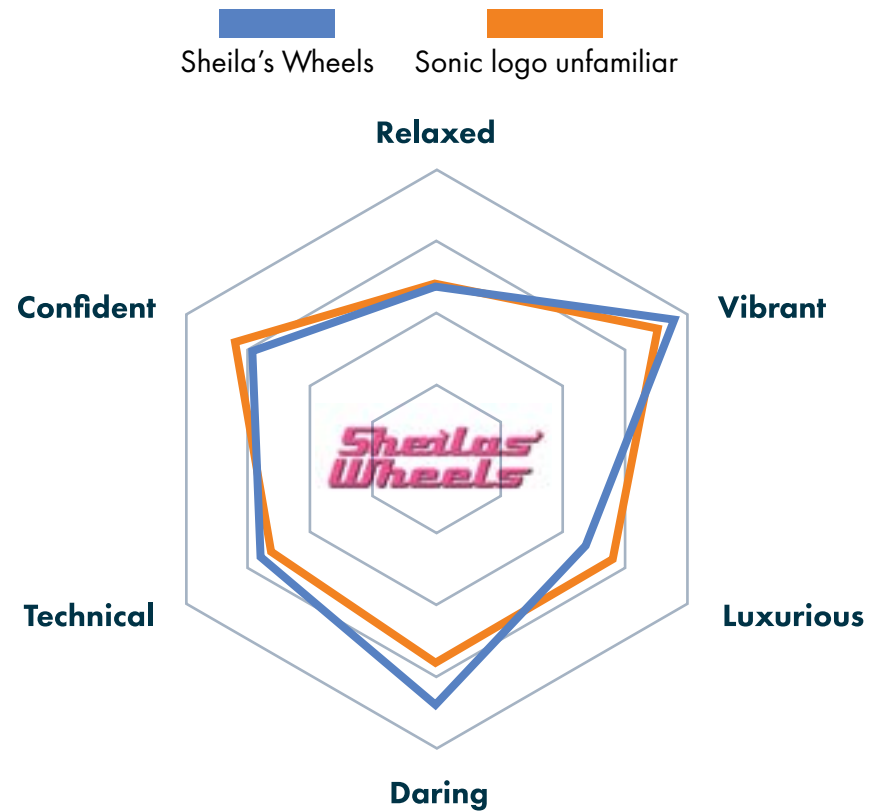 Sheila’s Wheels
Sonic logo unfamiliar
Relaxed
Confident
Vibrant
Sheilas'
Wheels
Technical
Luxurious
Daring